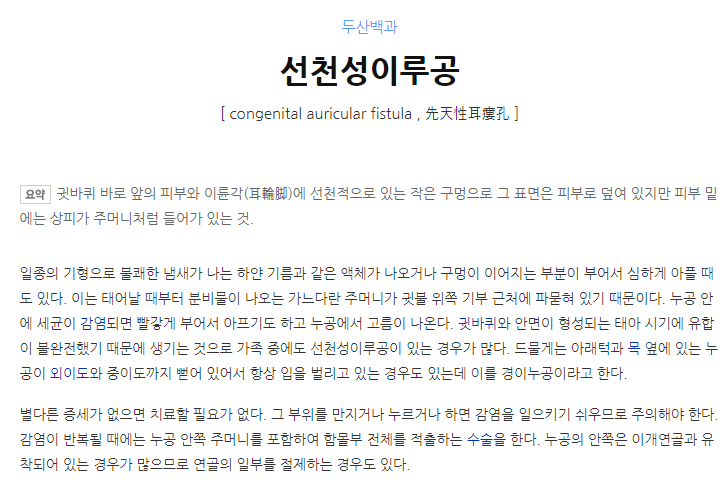 두산백과
선천성이루공
[ congenital auricular fistula , 先天性耳瘻孔 ]
요약 귓바퀴 바로 앞의 피부와 이륜각(耳輪脚)에 선천적으로 있는 작은 구멍으로 그 표면은 피부로 덮여 있지만 피부 밑
에는 상피가 주머니처럼 들어가 있는 것.
일종의 기형으로 불쾌한 냄새가 나는 하얀 기름과 같은 액체가 나오거나 구멍이 이어지는 부분이 부어서 심하게 아플 때
도 있다. 이는 태어날 때부터 분비물이 나오는 가느다란 주머니가 귓불 위쪽 기부 근처에 파묻혀 있기 때문이다. 누공 안
에 세균이 감염되면 빨갛게 부어서 아프기도 하고 누공에서 고름이 나온다. 귓바퀴와 안면이 형성되는 태아 시기에 유합
이 불완전했기 때문에 생기는 것으로 가족 중에도 선천성이루공이 있는 경우가 많다. 드물게는 아래턱과 목 옆에 있는 누
공이 외이도와 중이도까지 뻗어 있어서 항상 입을 벌리고 있는 경우도 있는데 이를 경이누공이라고 한다.
별다른 증세가 없으면 치료할 필요가 없다. 그 부위를 만지거나 누르거나 하면 감염을 일으키기 쉬우므로 주의해야 한다.
감염이 반복될 때에는 누공 안쪽 주머니를 포함하여 함몰부 전체를 적출하는 수술을 한다. 누공의 안쪽은 이개연골과 유
착되어 있는 경우가 많으므로 연골의 일부를 절제하는 경우도 있다.